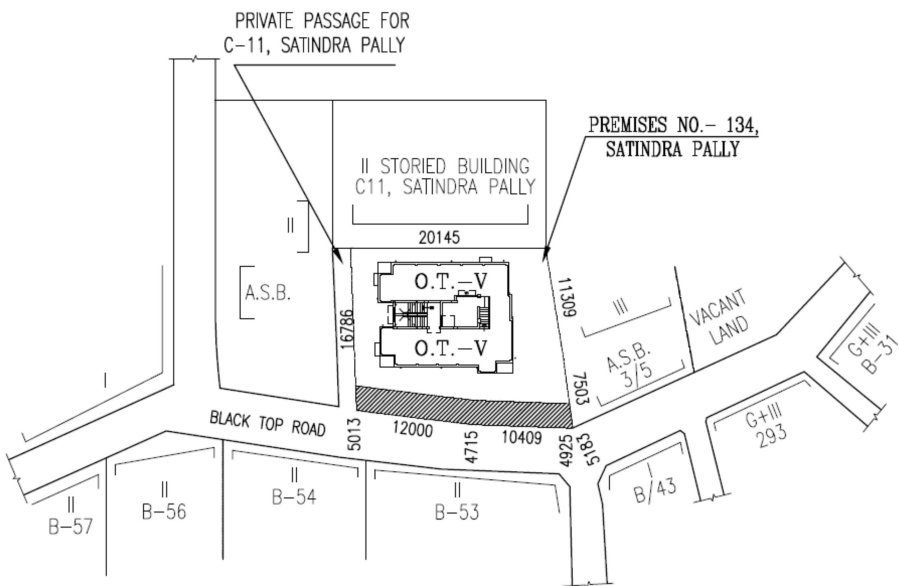 PRIVATE PASSAGE FOR
C-11, SATINDRA PALLY
PREMISES NO.- 134,
SATINDRA PALLY
II STORIED BUILDING
C11, SATINDRA PALLY
20145
II
A.S.B.
O.T.-V
O.T.-V
16786
11309
7503
III
A.S.B.
3/5
VACANT
LAND
G+III
B-31
I
BLACK TOP ROAD
5013
12000
4715
10409
4925
5183
G+III
293
I
B/43
II
B-57
II
B-56
II
B-54
II
B-53